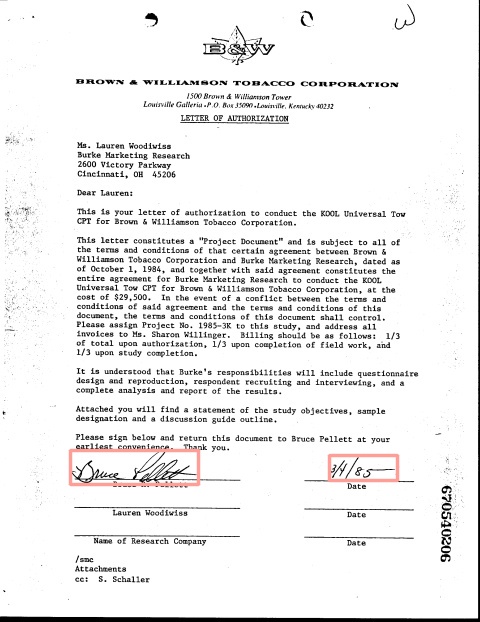 B&W
BROWN & WILLIAMSON TOBACCO CORPORATION
1500 Brown & Williamson Tower
Louisville Galleria • P.O. Box 35090 • Louisville, Kentucky 40232
LETTER OF AUTHORIZATION
Ms. Lauren Woodiwiss
Burke Marketing Research
2600 Victory Parkway
Cincinnati, OH 45206
Dear Lauren:
This is your letter of authorization to conduct the KOOL Universal Tow
CPT for Brown & Williamson Tobacco Corporation.
This letter constitutes a "Project Document" and is subject to all of
the terms and conditions of that certain agreement between Brown &
Williamson Tobacco Corporation and Burke Marketing Research, dated as
of October 1, 1984, and together with said agreement constitutes the
entire agreement for Burke Marketing Research to conduct the KOOL
Universal Tow CPT for Brown & Williamson Tobacco Corporation, at the
cost of $29,500. In the event of a conflict between the terms and
conditions of said agreement and the terms and conditions of this
document, the terms and conditions of this document shall control.
Please assign Project No. 1985-3K to this study, and address all
invoices to Ms. Sharon Willinger. Billing should be as follows: 1/3
of total upon authorization, 1/3 upon completion of field work, and
1/3 upon study completion.
It is understood that Burke's responsibilities will include questionnaire
design and reproduction, respondent recruiting and interviewing, and a
complete analysis and report of the results.
Attached you will find a statement of the study objectives, sample
designation and a discussion guide outline.
Please sign below and return this document to Bruce Pellett at your
earliest convenience. Thank you.
Bruce Pellett 3/4/85
Date
Lauren Woodiwiss Date
Name of Research Company Date
/smc
Attachments
cc: S. Schaller
670540206